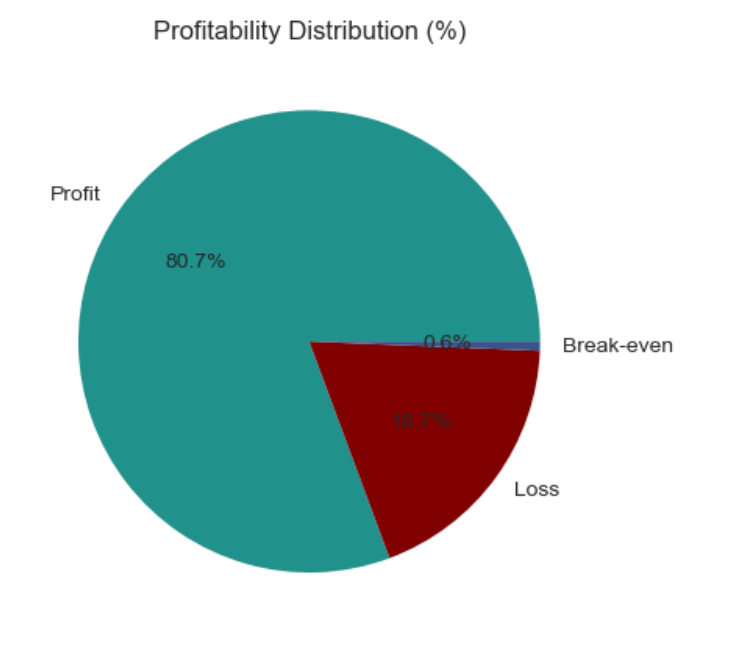 Profitability Distribution (%)
Profit
80.7%
0.6%
Break-even
18.7%
Loss